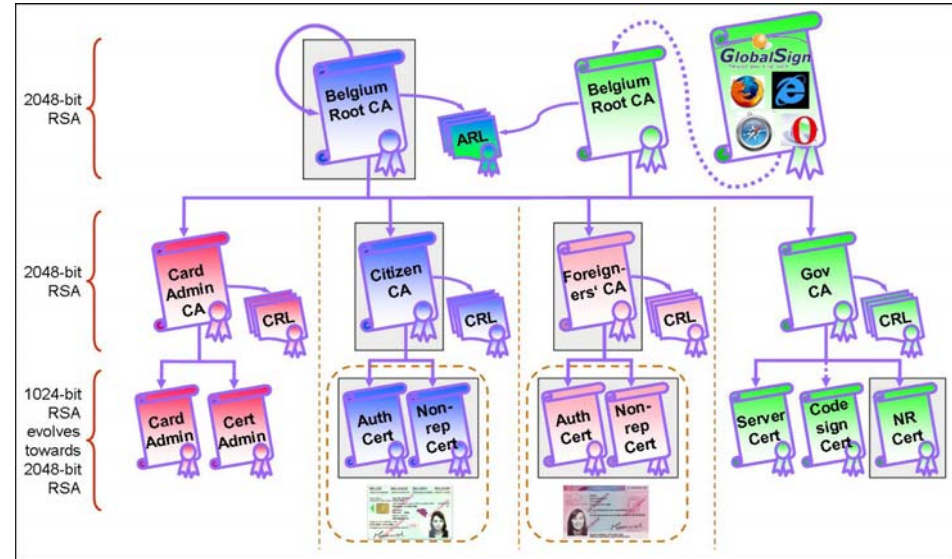 2048-bit
RSA
Belgium
Root CA
ARL
Belgium
Root CA
GlobalSign
2048-bit
RSA
Card
Admin
CA
CRL
Citizen
CA
CRL
Foreign-
ers' CA
CRL
Gov
CA
CRL
1024-bit
RSA
evolves
towards
2048-bit
RSA
Card
Admin
Cert
Admin
Auth
Cert
Non-
rep
Cert
Auth
Cert
Non-
rep
Cert
Server
Cert
Code
sign
Cert
NR
Cert